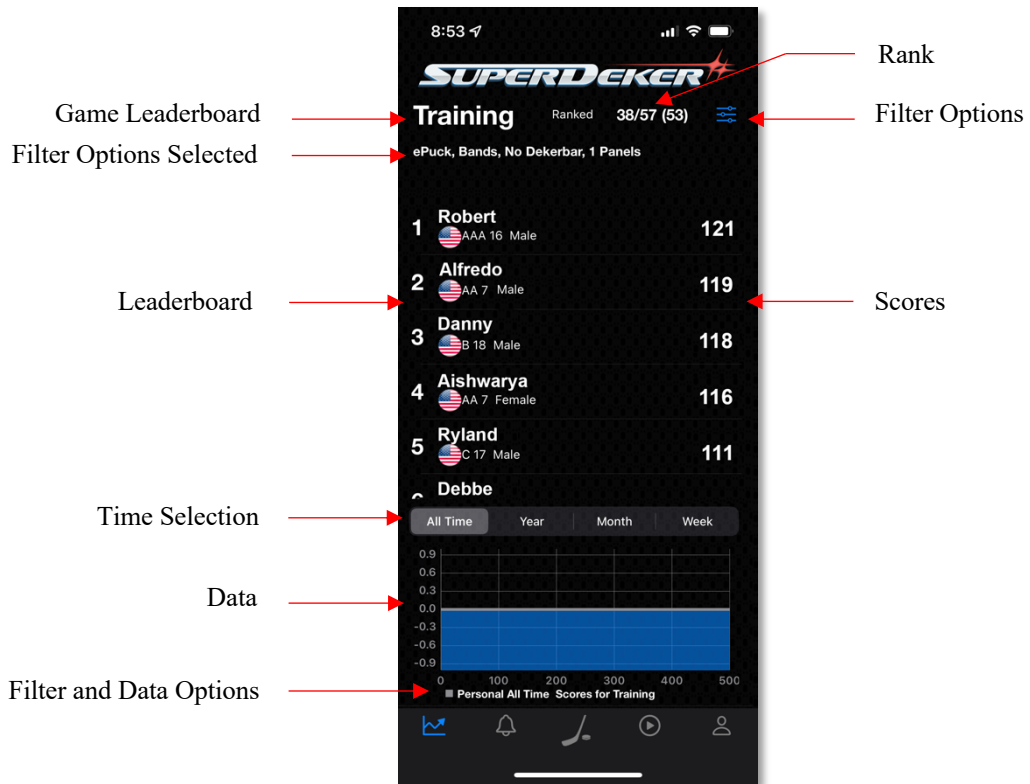 8:53
SUPERDEKER
Rank
Game Leaderboard
Training Ranked 38/57 (53)
Filter Options
Filter Options Selected
ePuck, Bands, No Dekerbar, 1 Panels
1 Robert
AAA 16 Male
121
2 Alfredo
AA 7 Male
119
Leaderboard
Scores
3 Danny
B 18 Male
118
4 Aishwarya
AA 7 Female
116
5 Ryland
C 17 Male
111
Debbe
Time Selection
All Time Year Month Week
0.9
0.6
0.3
Data
0.0
-0.3
-0.6
-0.9
0 100 200 300 400 500
Filter and Data Options
Personal All Time Scores for Training